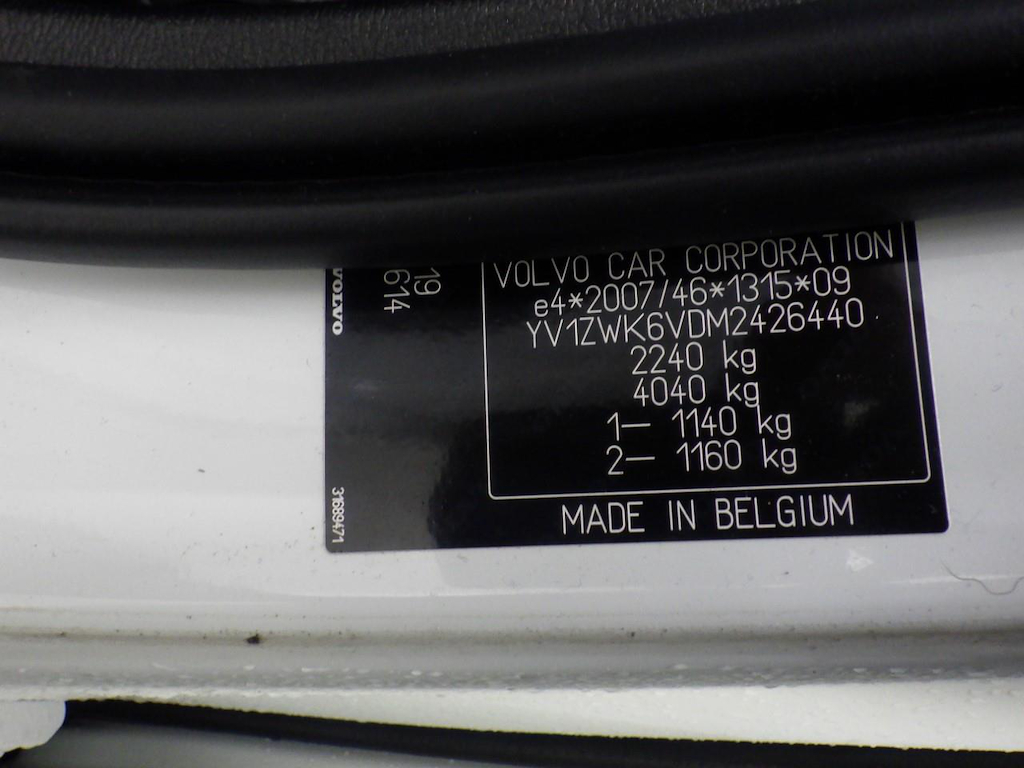 VOLVO CAR CORPORATION
e4*2007/46*1315*09
YV1ZWK6VDM2426440
2240 kg
4040 kg
1— 1140 kg
2— 1160 kg
MADE IN BELGIUM
VOLVO
19
614
31689471